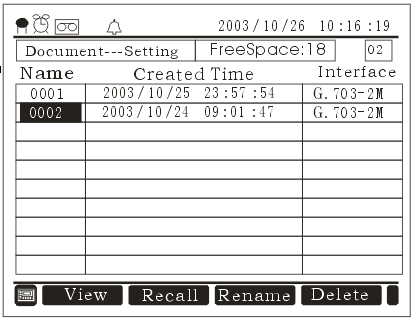 2003/10/26 10:16:19
Document---Setting FreeSpace:18 02
Name Created Time Interface
0001 2003/10/25 23:57:54 G.703-2M
0002 2003/10/24 09:01:47 G.703-2M
View Recall Rename Delete